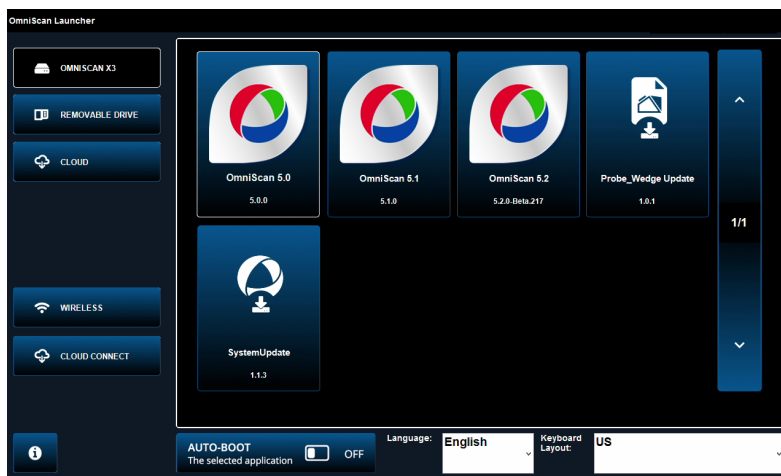 OmniScan Launcher
OMNISCAN X3
REMOVABLE DRIVE
CLOUD
WIRELESS
CLOUD CONNECT
OmniScan 5.0
5.0.0
OmniScan 5.1
5.1.0
OmniScan 5.2
5.2.0-Beta.217
Probe_Wedge Update
1.0.1
SystemUpdate
1.1.3
1/1
AUTO-BOOT
The selected application
OFF
Language:
English
Keyboard
Layout:
US